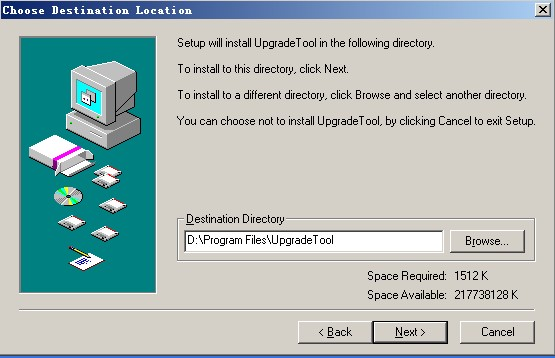 Choose Destination Location
Setup will install UpgradeTool in the following directory.
To install to this directory, click Next.
To install to a different directory, click Browse and select another directory.
You can choose not to install UpgradeTool, by clicking Cancel to exit Setup.
Destination Directory
D:\Program Files\UpgradeTool
Browse...
Space Required: 1512 K
Space Available: 217738128 K
< Back
Next >
Cancel